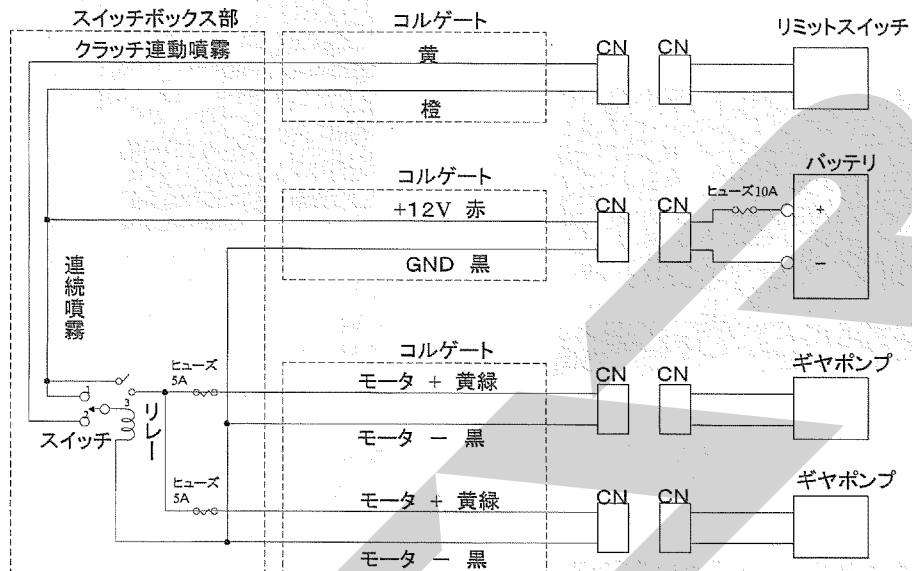 スイッチボックス部
コルゲート
リミットスイッチ
クラッチ連動噴霧
黄
CN
CN
橙
コルゲート
バッテリ
+12V 赤
CN
CN
ヒューズ10A
+
GND 黒
−
連続噴霧
コルゲート
ギヤポンプ
ヒューズ
5A
モータ + 黄緑
CN
CN
1
2
3
スイッチ
リレー
モータ − 黒
ヒューズ
5A
モータ + 黄緑
CN
CN
ギヤポンプ
モータ − 黒